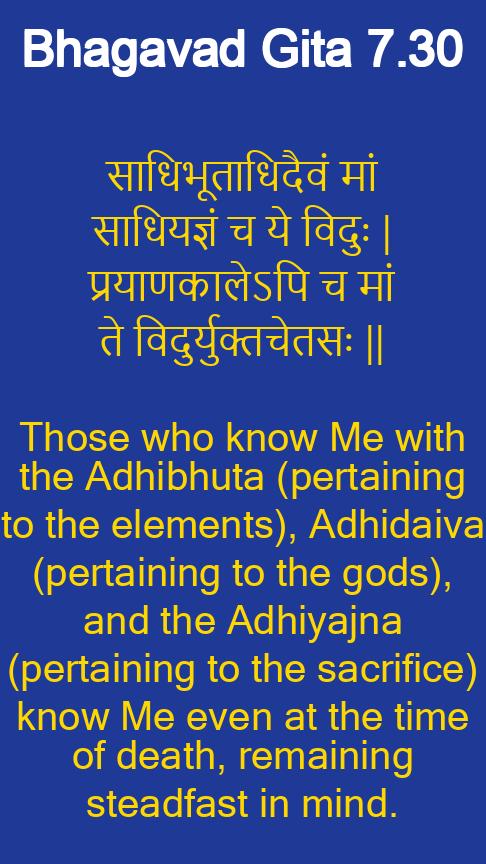 Bhagavad Gita 7.30
साधिभूताधिदैवं मां
साधियज्ञं च ये विदुः |
प्रयाणकालेऽपि च मां
ते विदुर्युक्तचेतसः ||
Those who know Me with
the Adhibhuta (pertaining
to the elements), Adhidaiva
(pertaining to the gods),
and the Adhiyajna
(pertaining to the sacrifice)
know Me even at the time
of death, remaining
steadfast in mind.